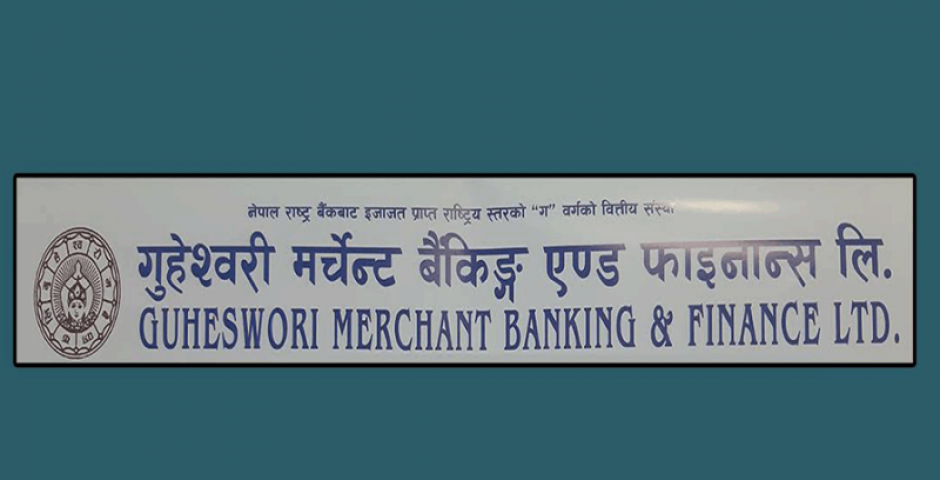 नेपाल राष्ट्र बैंकबाट इजाजत प्राप्त राष्ट्रिय स्तरको “ग” वर्गको वित्तीय संस्था
गुहेश्वरी मर्चेन्ट बैंकिङ्ग एण्ड फाइनान्स लि.
GUHESWORI MERCHANT BANKING & FINANCE LTD.